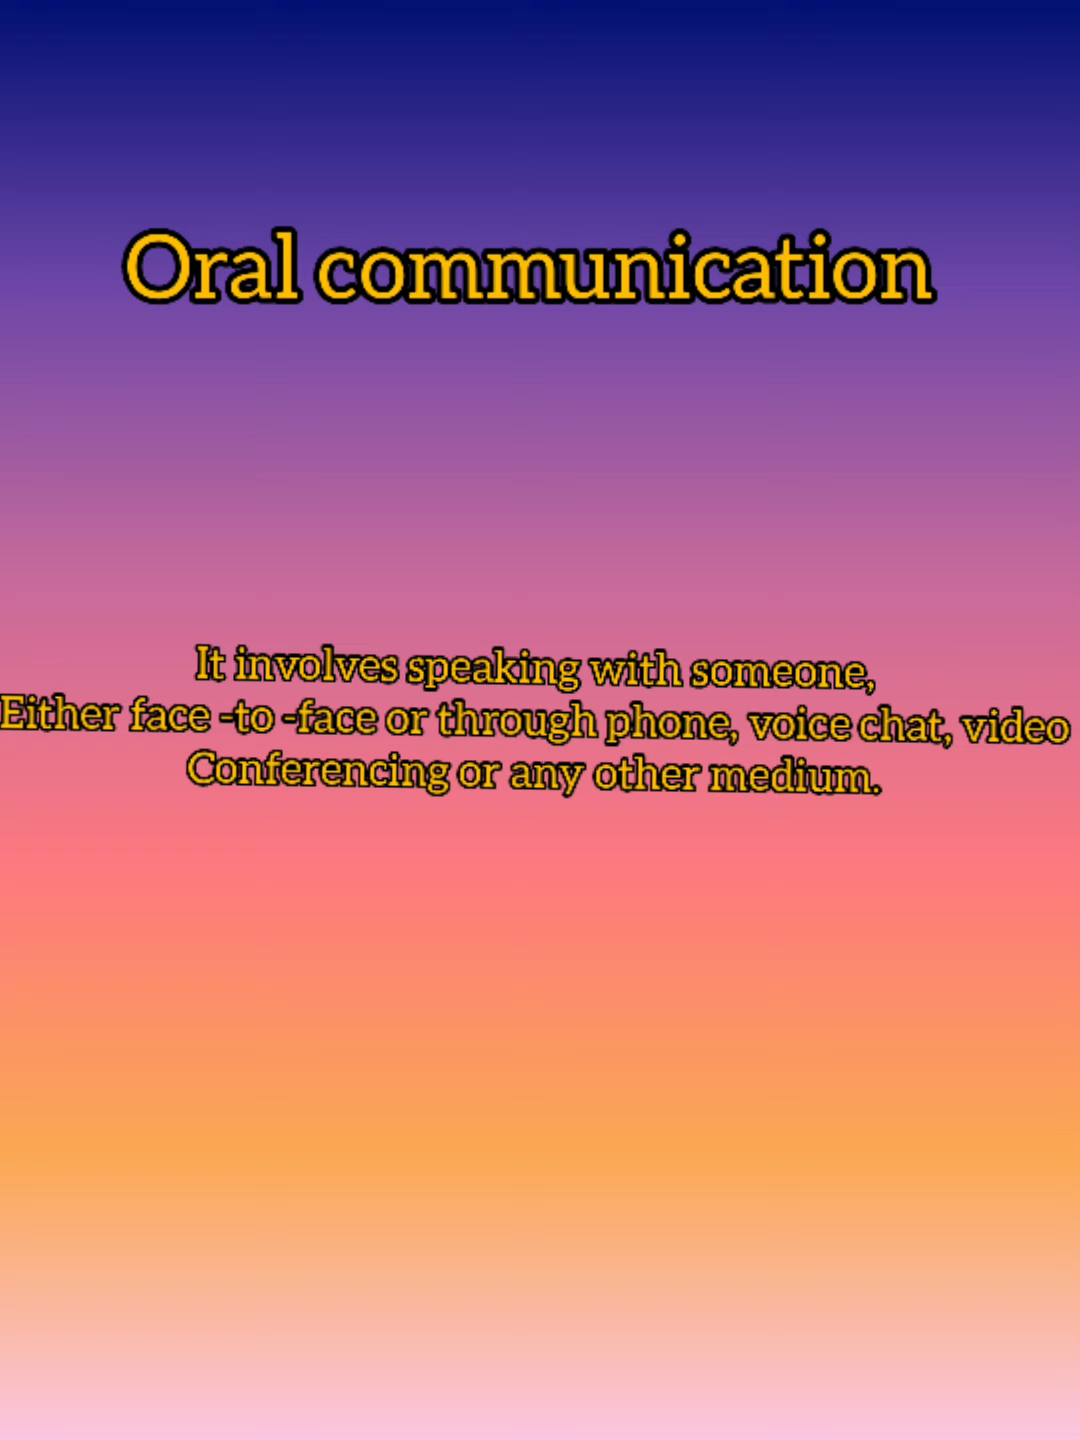 Oral communication
It involves speaking with someone,
Either face -to -face or through phone, voice chat, video
Conferencing or any other medium.